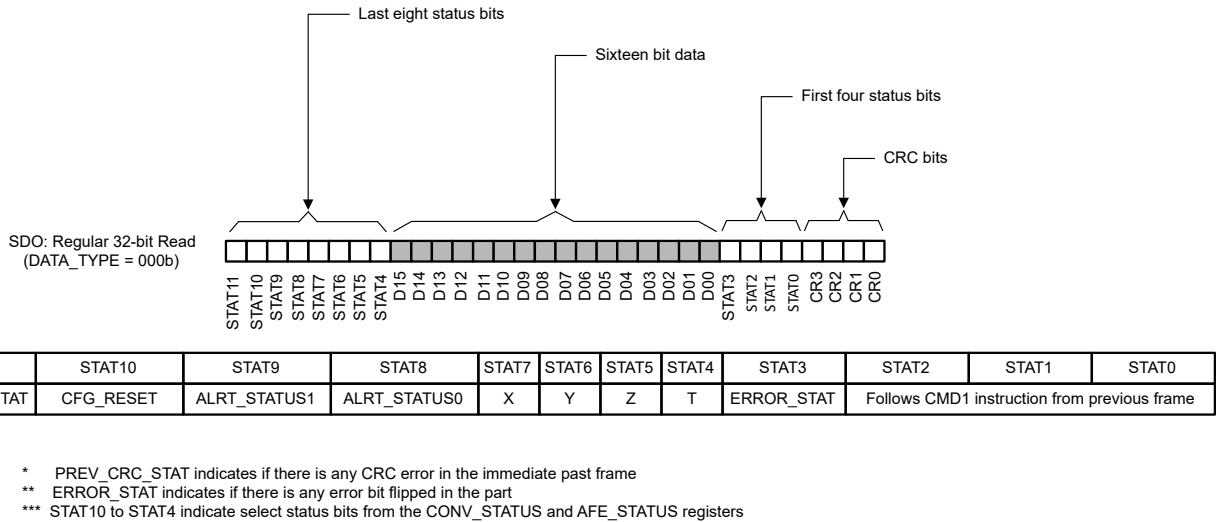 Last eight status bits
Sixteen bit data
First four status bits
CRC bits
SDO: Regular 32-bit Read
(DATA_TYPE = 000b)
STAT11 STAT10 STAT9 STAT8 STAT7 STAT6 STAT5 STAT4 D15 D14 D13 D12 D11 D10 D09 D08 D07 D06 D05 D04 D03 D02 D01 D00 STAT3 STAT2 STAT1 STAT0 CR3 CR2 CR1 CR0
STAT10 STAT9 STAT8 STAT7 STAT6 STAT5 STAT4 STAT3 STAT2 STAT1 STAT0
TAT CFG_RESET ALRT_STATUS1 ALRT_STATUS0 X Y Z T ERROR_STAT Follows CMD1 instruction from previous frame
* PREV_CRC_STAT indicates if there is any CRC error in the immediate past frame
** ERROR_STAT indicates if there is any error bit flipped in the part
*** STAT10 to STAT4 indicate select status bits from the CONV_STATUS and AFE_STATUS registers